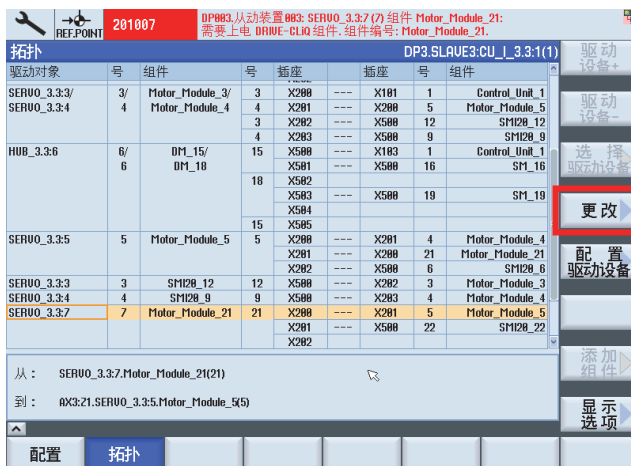 REF.POINT
201007
DP003.从动装置003: SERVO_3.3:7 (7) 组件 Motor_Module_21:
需要上电 DRIVE-CLiQ 组件. 组件编号: Motor_Module_21.
拓扑 DP3.SLAVE3:CU_I_3.3:1(1)
驱动对象 号 组件 号 插座 插座 号 组件
SERVO_3.3:3/ 3/ Motor_Module_3/ 3 X200 --- X101 1 Control_Unit_1
SERVO_3.3:4 4 Motor_Module_4 4 X201 --- X200 5 Motor_Module_5
3 X202 --- X500 12 SMI20_12
4 X203 --- X500 9 SMI20_9
HUB_3.3:6 6/ DM_15/ 15 X500 --- X103 1 Control_Unit_1
6 DM_18 X501 --- X500 16 SM_16
18 X502
X503 --- X500 19 SM_19
X504
15 X505
SERVO_3.3:5 5 Motor_Module_5 5 X200 --- X201 4 Motor_Module_4
X201 --- X200 21 Motor_Module_21
X202 --- X500 6 SMI20_6
SERVO_3.3:3 3 SMI20_12 12 X500 --- X202 3 Motor_Module_3
SERVO_3.3:4 4 SMI20_9 9 X500 --- X203 4 Motor_Module_4
SERVO_3.3:7 7 Motor_Module_21 21 X200 --- X201 5 Motor_Module_5
X201 --- X500 22 SMI20_22
X202
从: SERVO_3.3:7.Motor_Module_21(21)
到: AX3:21.SERVO_3.3:5.Motor_Module_5(5)
驱动
设备+
驱动
设备-
选择
驱动设备
更改
配置
驱动设备
添加
组件
显示
选项
配置 拓扑